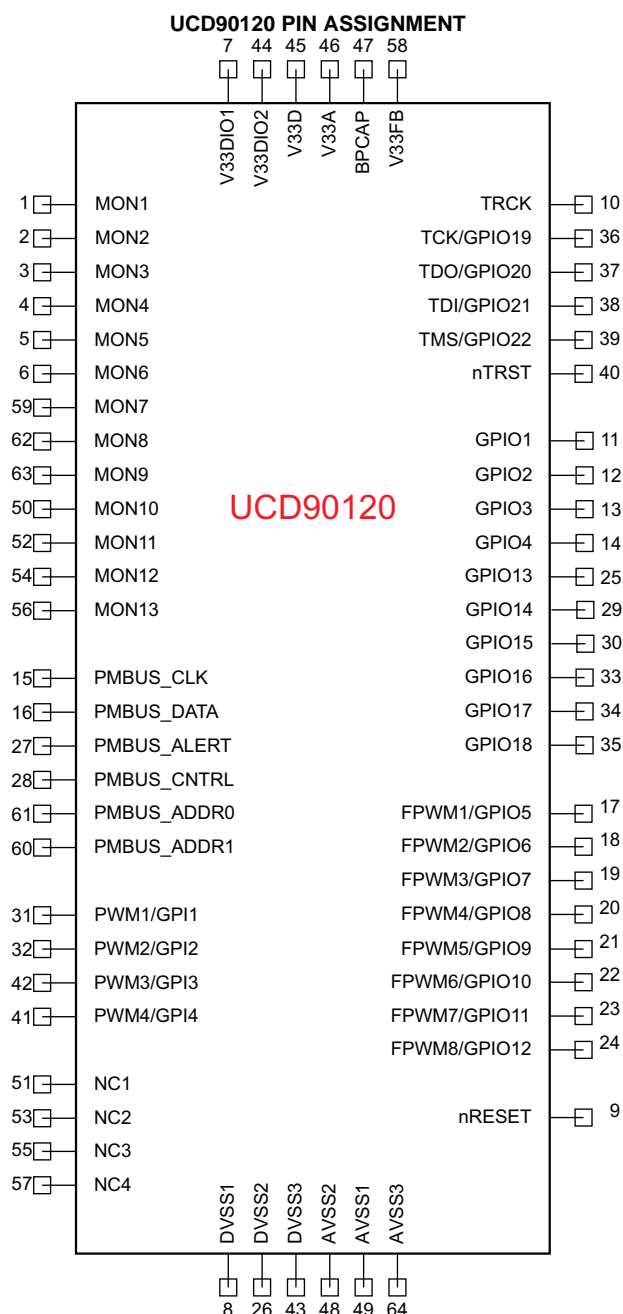 UCD90120 PIN ASSIGNMENT
7 44 45 46 47 58
V33DIO1 V33DIO2 V33D V33A BPCAP V33FB
1 MON1 TRCK 10
2 MON2 TCK/GPIO19 36
3 MON3 TDO/GPIO20 37
4 MON4 TDI/GPIO21 38
5 MON5 TMS/GPIO22 39
6 MON6 nTRST 40
59 MON7
62 MON8 GPIO1 11
63 MON9 GPIO2 12
50 MON10 UCD90120 GPIO3 13
52 MON11 GPIO4 14
54 MON12 GPIO13 25
56 MON13 GPIO14 29
GPIO15 30
15 PMBUS_CLK GPIO16 33
16 PMBUS_DATA GPIO17 34
27 PMBUS_ALERT GPIO18 35
28 PMBUS_CNTRL
61 PMBUS_ADDR0 FPWM1/GPIO5 17
60 PMBUS_ADDR1 FPWM2/GPIO6 18
FPWM3/GPIO7 19
31 PWM1/GPI1 FPWM4/GPIO8 20
32 PWM2/GPI2 FPWM5/GPIO9 21
42 PWM3/GPI3 FPWM6/GPIO10 22
41 PWM4/GPI4 FPWM7/GPIO11 23
FPWM8/GPIO12 24
51 NC1
53 NC2 nRESET 9
55 NC3
57 NC4
DVSS1 DVSS2 DVSS3 AVSS2 AVSS1 AVSS3
8 26 43 48 49 64